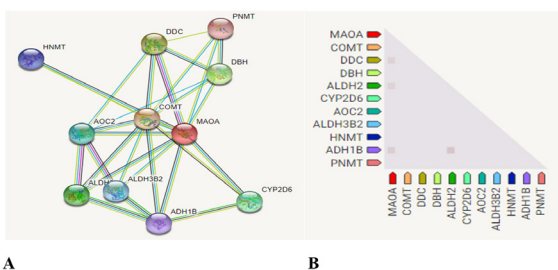 PNMT
DDC
HNMT
DBH
COMT
AOC2
MAOA
ALDH2
ALDH3B2
CYP2D6
ADH1B
A
MAOA
COMT
DDC
DBH
ALDH2
CYP2D6
AOC2
ALDH3B2
HNMT
ADH1B
PNMT
MAOA COMT DDC DBH ALDH2 CYP2D6 AOC2 ALDH3B2 HNMT ADH1B PNMT
B